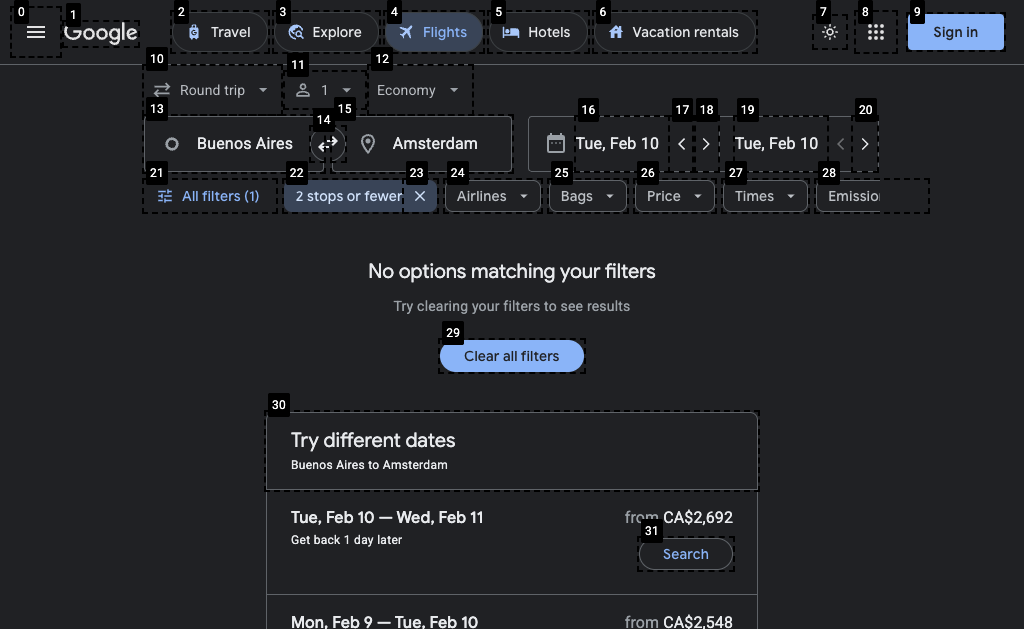 0 1 2 3 4 5 6 7 8 9
Google Travel Explore Flights Hotels Vacation rentals Sign in
10 11 12
Round trip 1 Economy
13 14 15 16 17 18 19 20
Buenos Aires Amsterdam Tue, Feb 10 Tue, Feb 10
21 22 23 24 25 26 27 28
All filters (1) 2 stops or fewer Airlines Bags Price Times Emissio
No options matching your filters
Try clearing your filters to see results
29
Clear all filters
30
Try different dates
Buenos Aires to Amsterdam
Tue, Feb 10 — Wed, Feb 11 from CA$2,692
Get back 1 day later
31
Search
Mon, Feb 9 — Tue, Feb 10 from CA$2,548